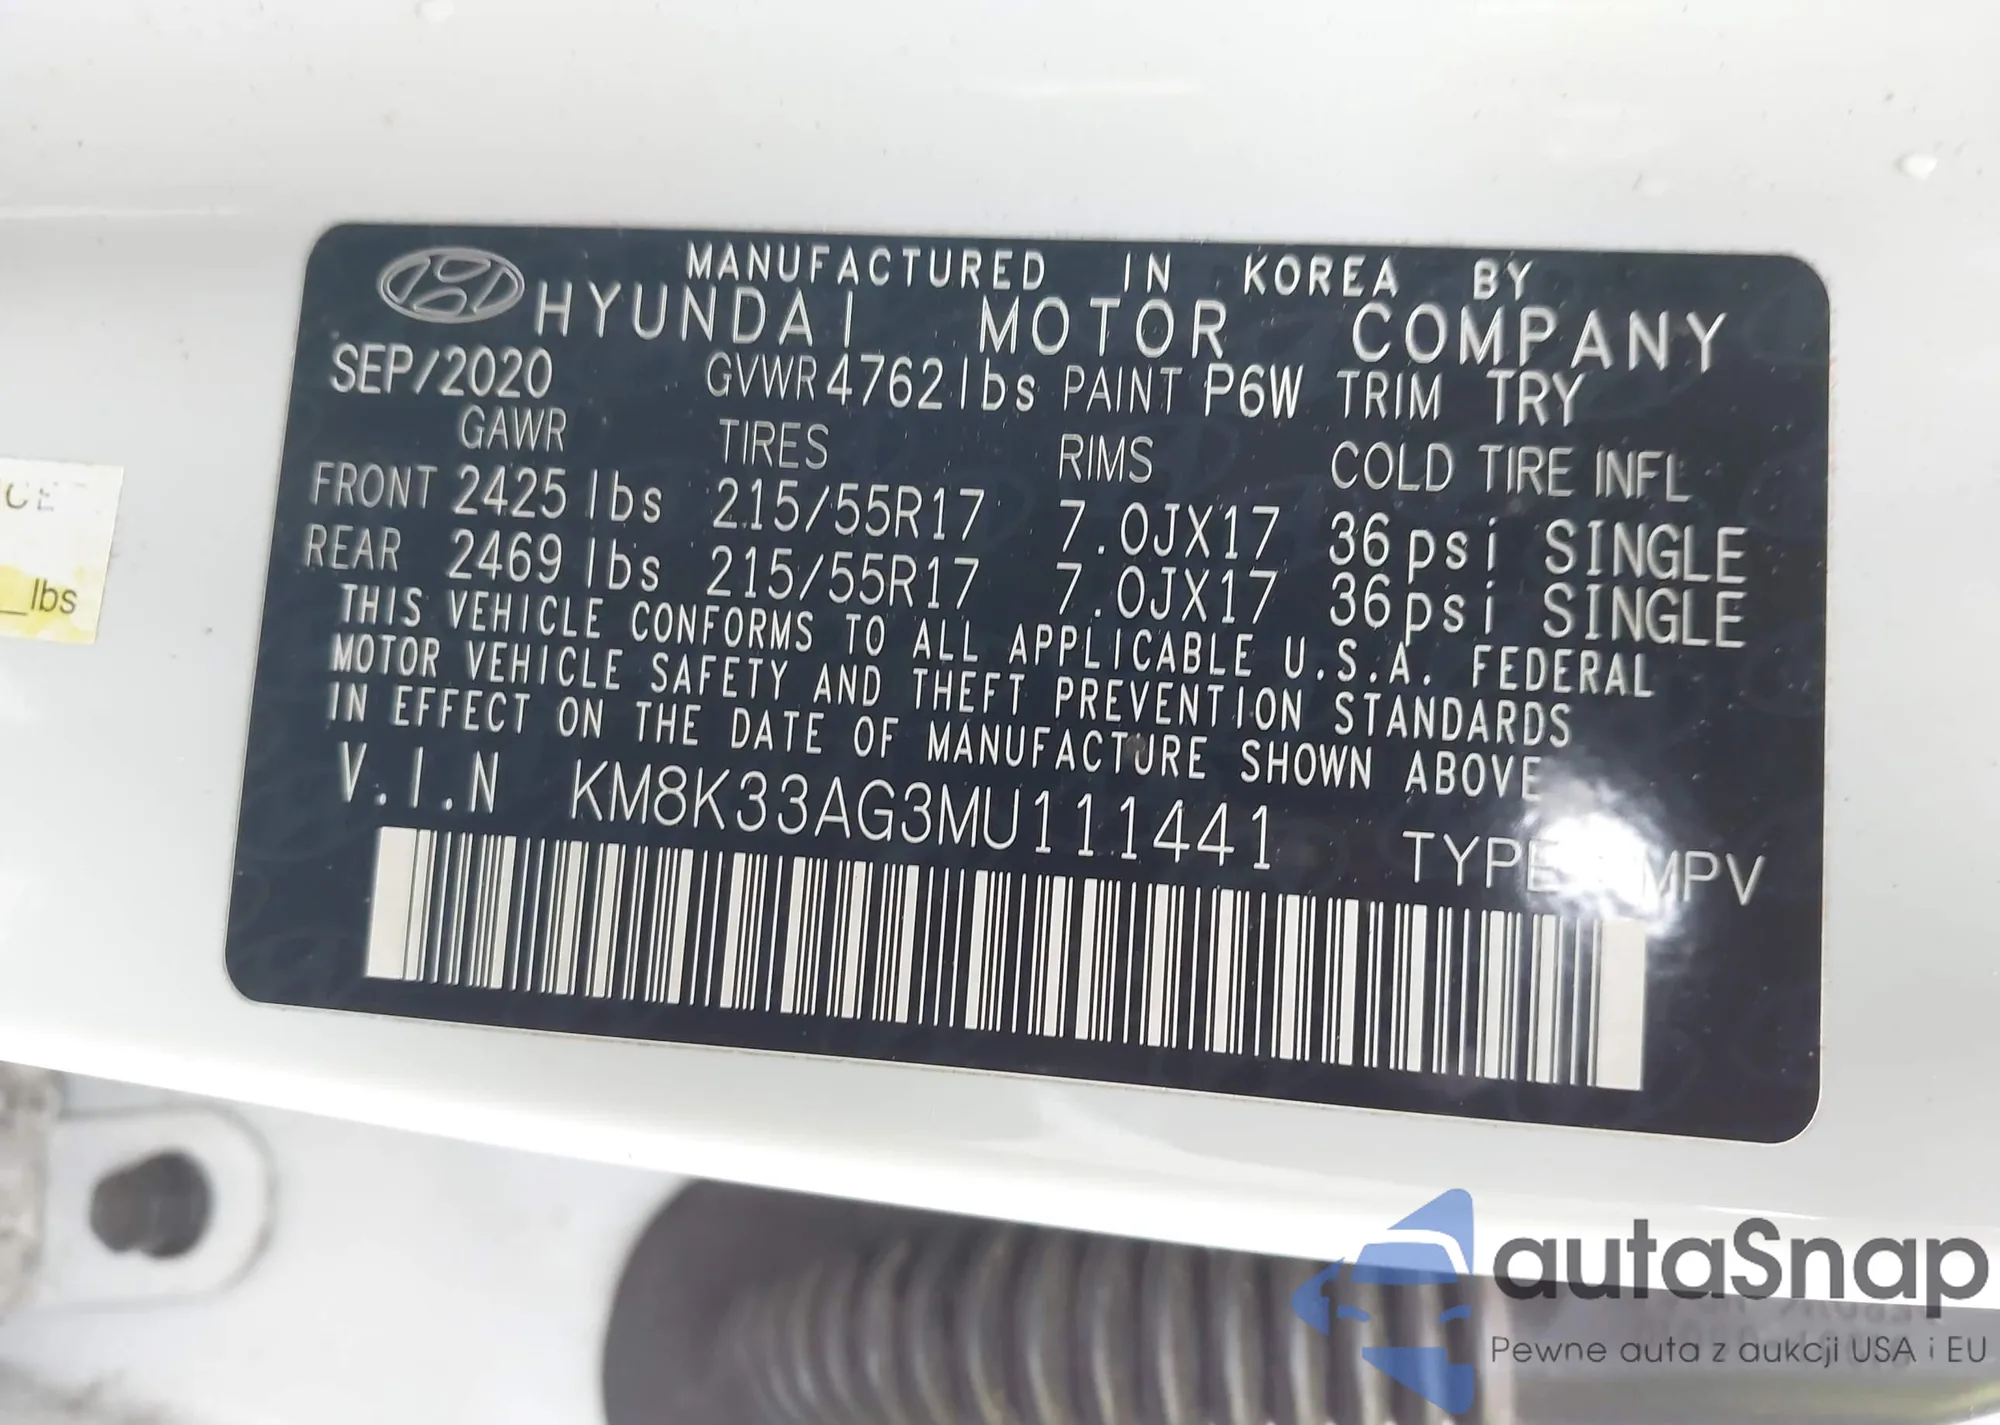 MANUFACTURED IN KOREA BY
HYUNDAI MOTOR COMPANY
SEP/2020 GVWR 4762 lbs PAINT P6W TRIM TRY
GAWR TIRES RIMS COLD TIRE INFL
FRONT 2425 lbs 215/55R17 7.0JX17 36 psi SINGLE
REAR 2469 lbs 215/55R17 7.0JX17 36 psi SINGLE
THIS VEHICLE CONFORMS TO ALL APPLICABLE U.S.A. FEDERAL
MOTOR VEHICLE SAFETY AND THEFT PREVENTION STANDARDS
IN EFFECT ON THE DATE OF MANUFACTURE SHOWN ABOVE
V.I.N KM8K33AG3MU111441
TYPE MPV
lbs
autaSnap
Pewne auta z aukcji USA i EU